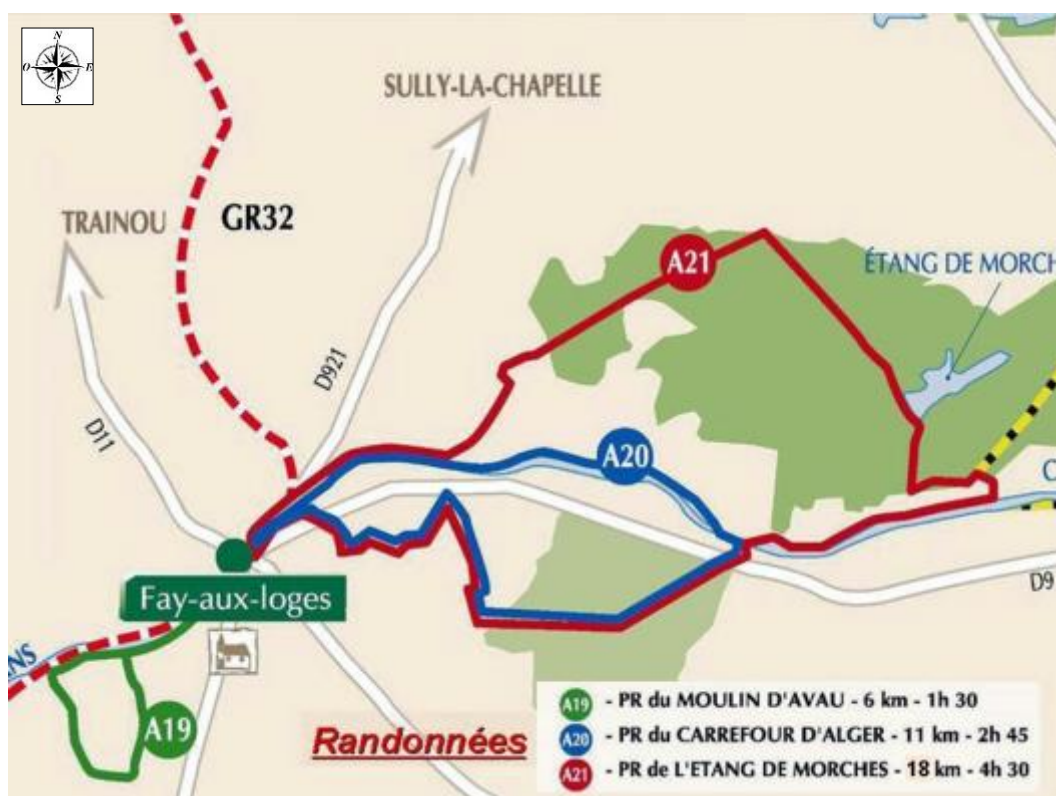 N
O E
S
SULLY-LA-CHAPELLE
TRAINOU
GR32
A21
ÉTANG DE MORCH
D921
D11
A20
C
D9
Fay-aux-loges
NS
A19
Randonnées
A19 - PR du MOULIN D'AVAU - 6 km - 1h 30
A20 - PR du CARREFOUR D'ALGER - 11 km - 2h 45
A21 - PR de L'ETANG DE MORCHES - 18 km - 4h 30